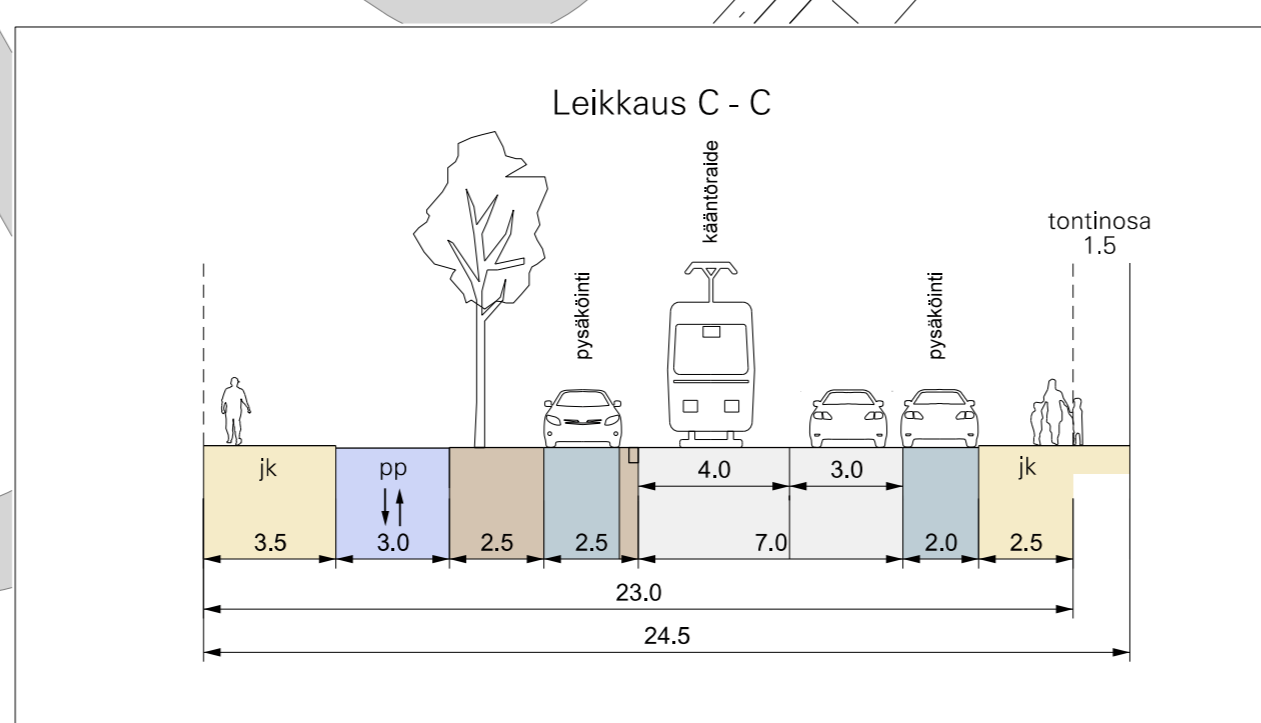 Leikkaus C - C
kääntöraide
tontinosa
1.5
pysäköinti
pysäköinti
jk
pp
4.0
3.0
jk
3.5
3.0
2.5
2.5
7.0
2.0
2.5
23.0
24.5